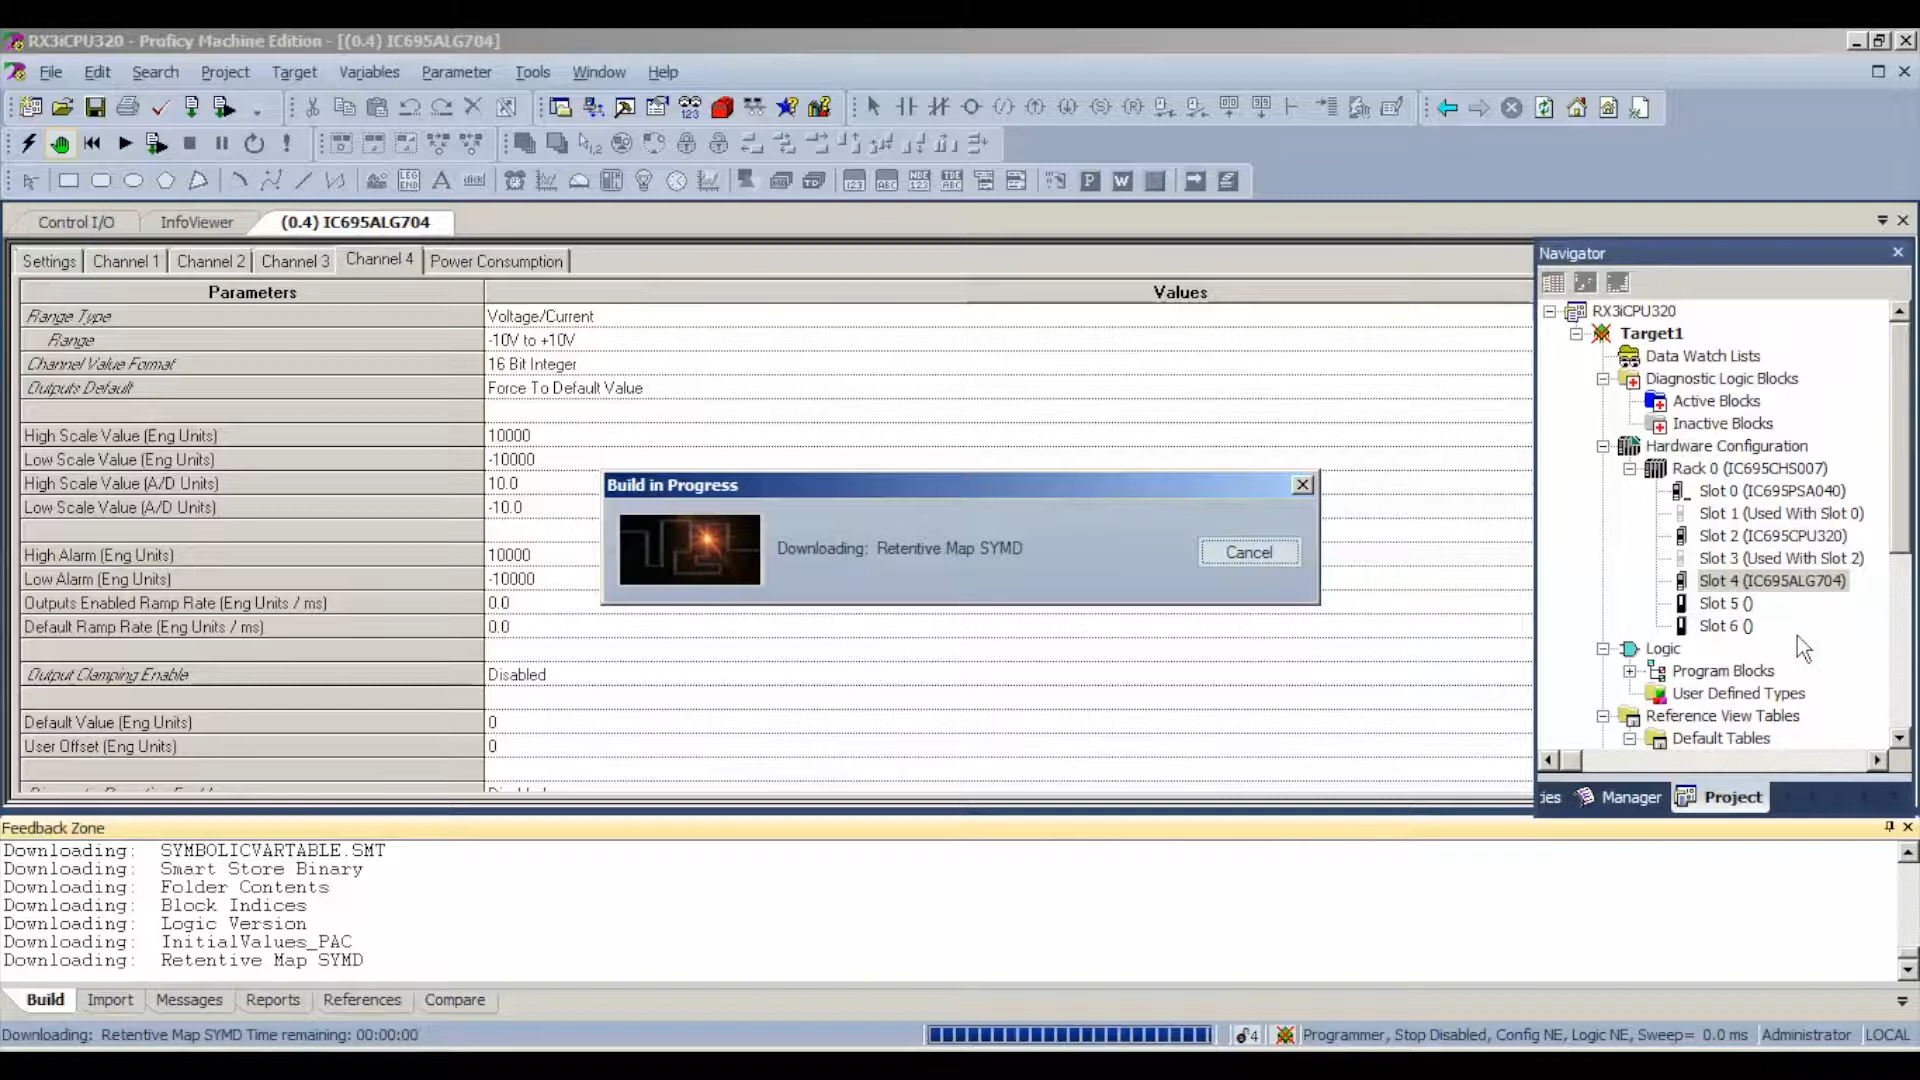 RX3iCPU320 - Proficy Machine Edition - [(0.4) IC695ALG704]
File Edit Search Project Target Variables Parameter Tools Window Help
Control I/O InfoViewer (0.4) IC695ALG704
Settings Channel 1 Channel 2 Channel 3 Channel 4 Power Consumption
Parameters Values
Range Type Voltage/Current
Range -10V to +10V
Channel Value Format 16 Bit Integer
Outputs Default Force To Default Value
High Scale Value (Eng Units) 10000
Low Scale Value (Eng Units) -10000
High Scale Value (A/D Units) 10.0
Low Scale Value (A/D Units) -10.0
High Alarm (Eng Units) 10000
Low Alarm (Eng Units) -10000
Outputs Enabled Ramp Rate (Eng Units / ms) 0.0
Default Ramp Rate (Eng Units / ms) 0.0
Output Clamping Enable Disabled
Default Value (Eng Units) 0
User Offset (Eng Units) 0
Build in Progress
Downloading: Retentive Map SYMD
Cancel
Navigator
RX3iCPU320
Target1
Data Watch Lists
Diagnostic Logic Blocks
Active Blocks
Inactive Blocks
Hardware Configuration
Rack 0 (IC695CHS007)
Slot 0 (IC695PSA040)
Slot 1 (Used With Slot 0)
Slot 2 (IC695CPU320)
Slot 3 (Used With Slot 2)
Slot 4 (IC695ALG704)
Slot 5 ()
Slot 6 ()
Logic
Program Blocks
User Defined Types
Reference View Tables
Default Tables
ties Manager Project
Feedback Zone
Downloading: SYMBOLICVARTABLE.SMT
Downloading: Smart Store Binary
Downloading: Folder Contents
Downloading: Block Indices
Downloading: Logic Version
Downloading: InitialValues_PAC
Downloading: Retentive Map SYMD
Build Import Messages Reports References Compare
Downloading: Retentive Map SYMD Time remaining: 00:00:00 4 Programmer, Stop Disabled, Config NE, Logic NE, Sweep= 0.0 ms Administrator LOCAL